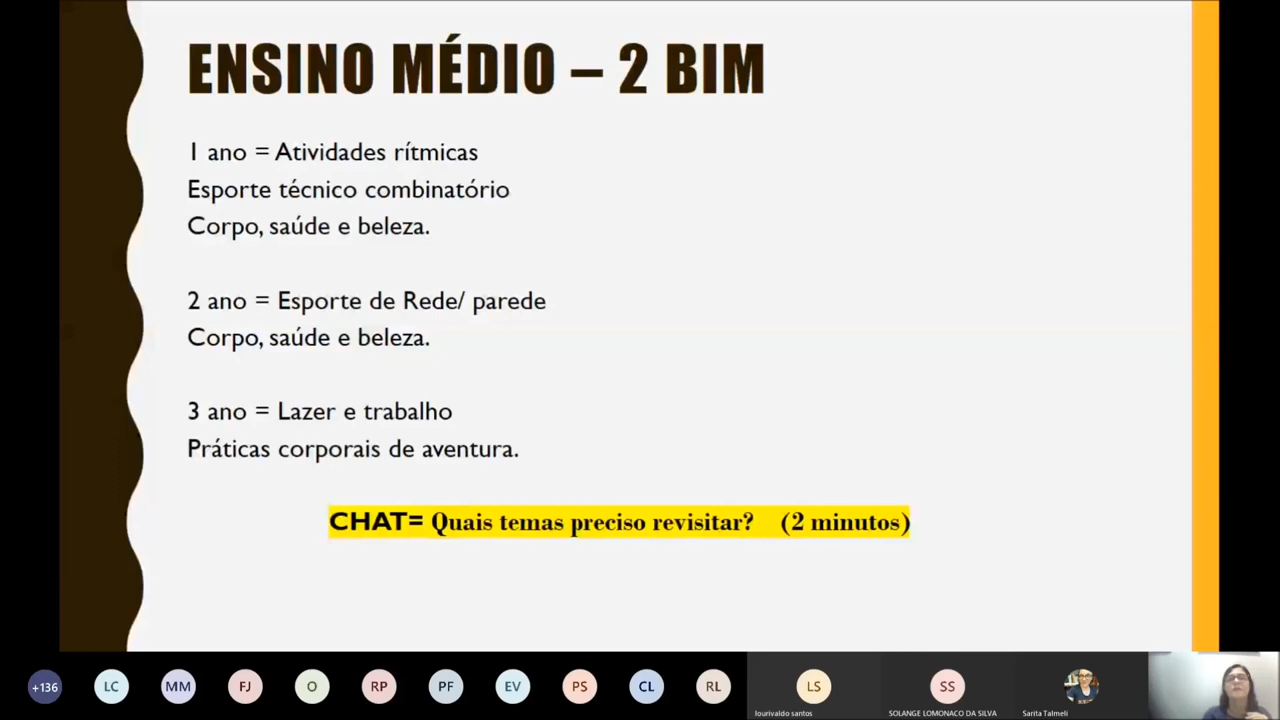 ENSINO MÉDIO – 2 BIM
1 ano = Atividades rítmicas
Esporte técnico combinatório
Corpo, saúde e beleza.
2 ano = Esporte de Rede/ parede
Corpo, saúde e beleza.
3 ano = Lazer e trabalho
Práticas corporais de aventura.
CHAT= Quais temas preciso revisitar? (2 minutos)
+136 LC MM FJ O RP PF EV PS CL RL LS SS
lourivaldo santos SOLANGE LOMONACO DA SILVA Sarita Talmeli